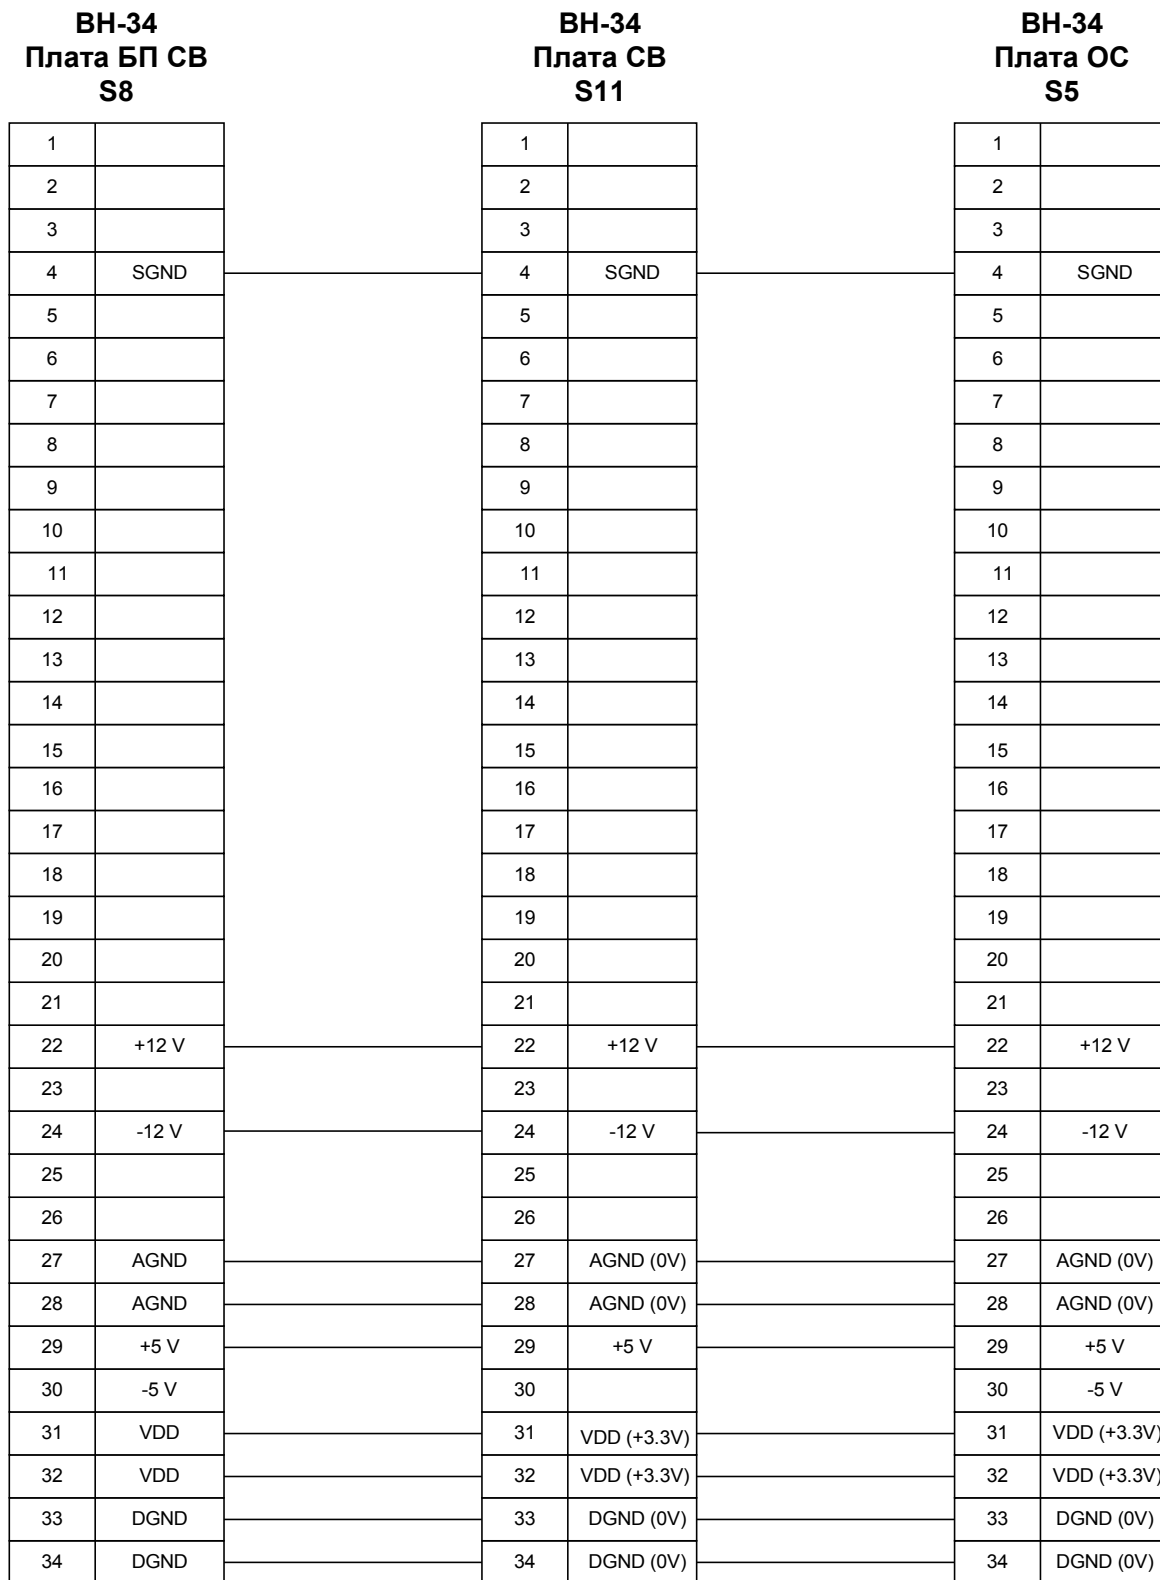 BH-34 BH-34 BH-34
Плата БП СВ Плата СВ Плата ОС
S8 S11 S5
1 1 1
2 2 2
3 3 3
4 SGND 4 SGND 4 SGND
5 5 5
6 6 6
7 7 7
8 8 8
9 9 9
10 10 10
11 11 11
12 12 12
13 13 13
14 14 14
15 15 15
16 16 16
17 17 17
18 18 18
19 19 19
20 20 20
21 21 21
22 +12 V 22 +12 V 22 +12 V
23 23 23
24 -12 V 24 -12 V 24 -12 V
25 25 25
26 26 26
27 AGND 27 AGND (0V) 27 AGND (0V)
28 AGND 28 AGND (0V) 28 AGND (0V)
29 +5 V 29 +5 V 29 +5 V
30 -5 V 30 30 -5 V
31 VDD 31 VDD (+3.3V) 31 VDD (+3.3V)
32 VDD 32 VDD (+3.3V) 32 VDD (+3.3V)
33 DGND 33 DGND (0V) 33 DGND (0V)
34 DGND 34 DGND (0V) 34 DGND (0V)